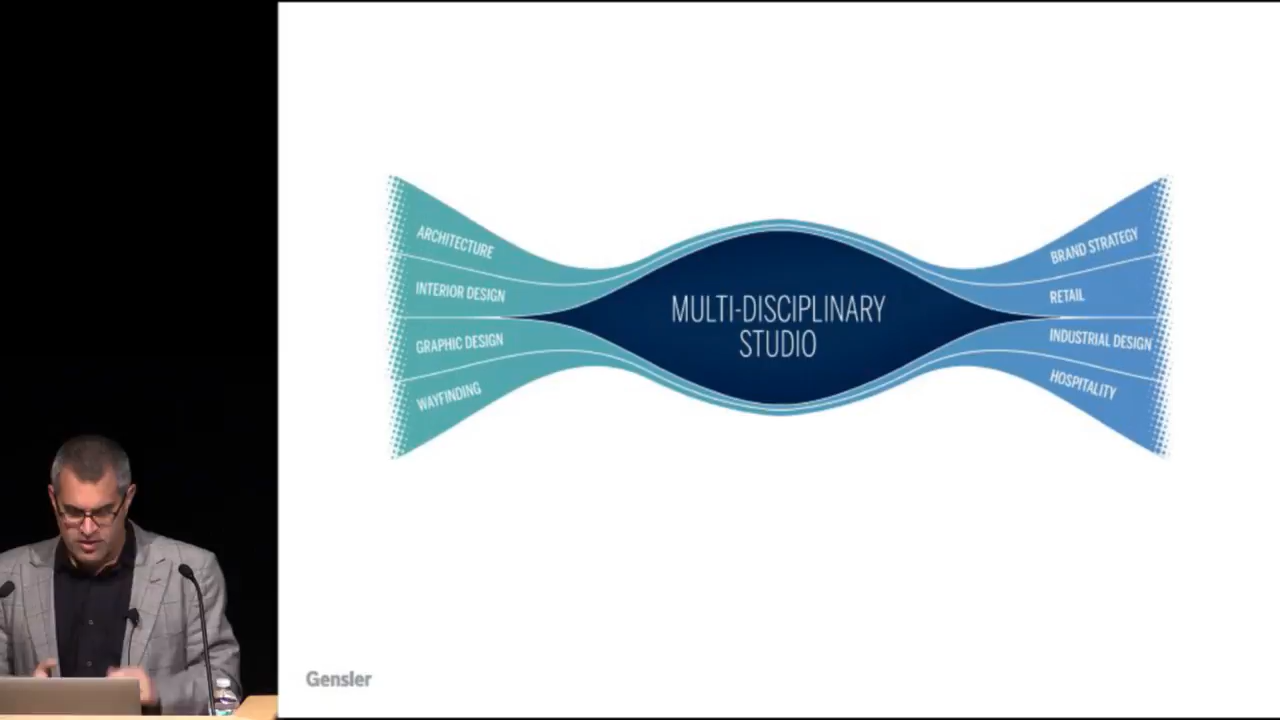 ARCHITECTURE
INTERIOR DESIGN
GRAPHIC DESIGN
WAYFINDING
MULTI-DISCIPLINARY
STUDIO
BRAND STRATEGY
RETAIL
INDUSTRIAL DESIGN
HOSPITALITY
Gensler